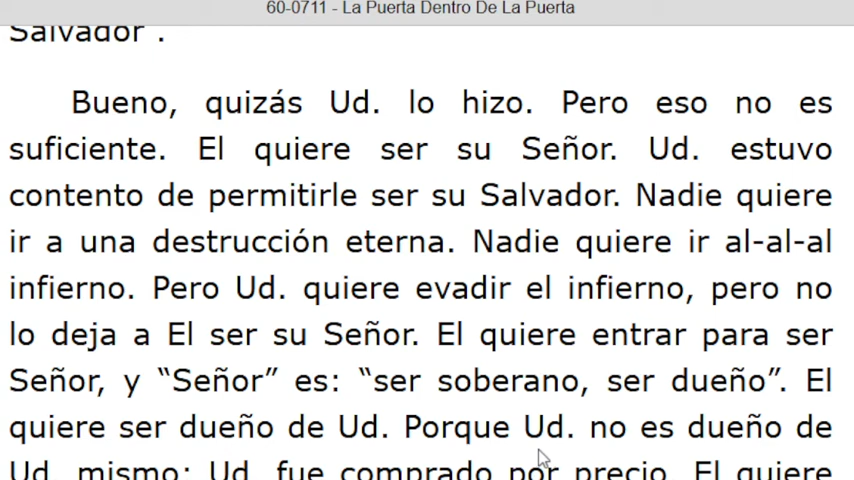 60-0711 - La Puerta Dentro De La Puerta
Salvador".
Bueno, quizás Ud. lo hizo. Pero eso no es
suficiente. El quiere ser su Señor. Ud. estuvo
contento de permitirle ser su Salvador. Nadie quiere
ir a una destrucción eterna. Nadie quiere ir al-al-al
infierno. Pero Ud. quiere evadir el infierno, pero no
lo deja a El ser su Señor. El quiere entrar para ser
Señor, y “Señor” es: “ser soberano, ser dueño”. El
quiere ser dueño de Ud. Porque Ud. no es dueño de
Ud. mismo; Ud. fue comprado por precio. El quiere